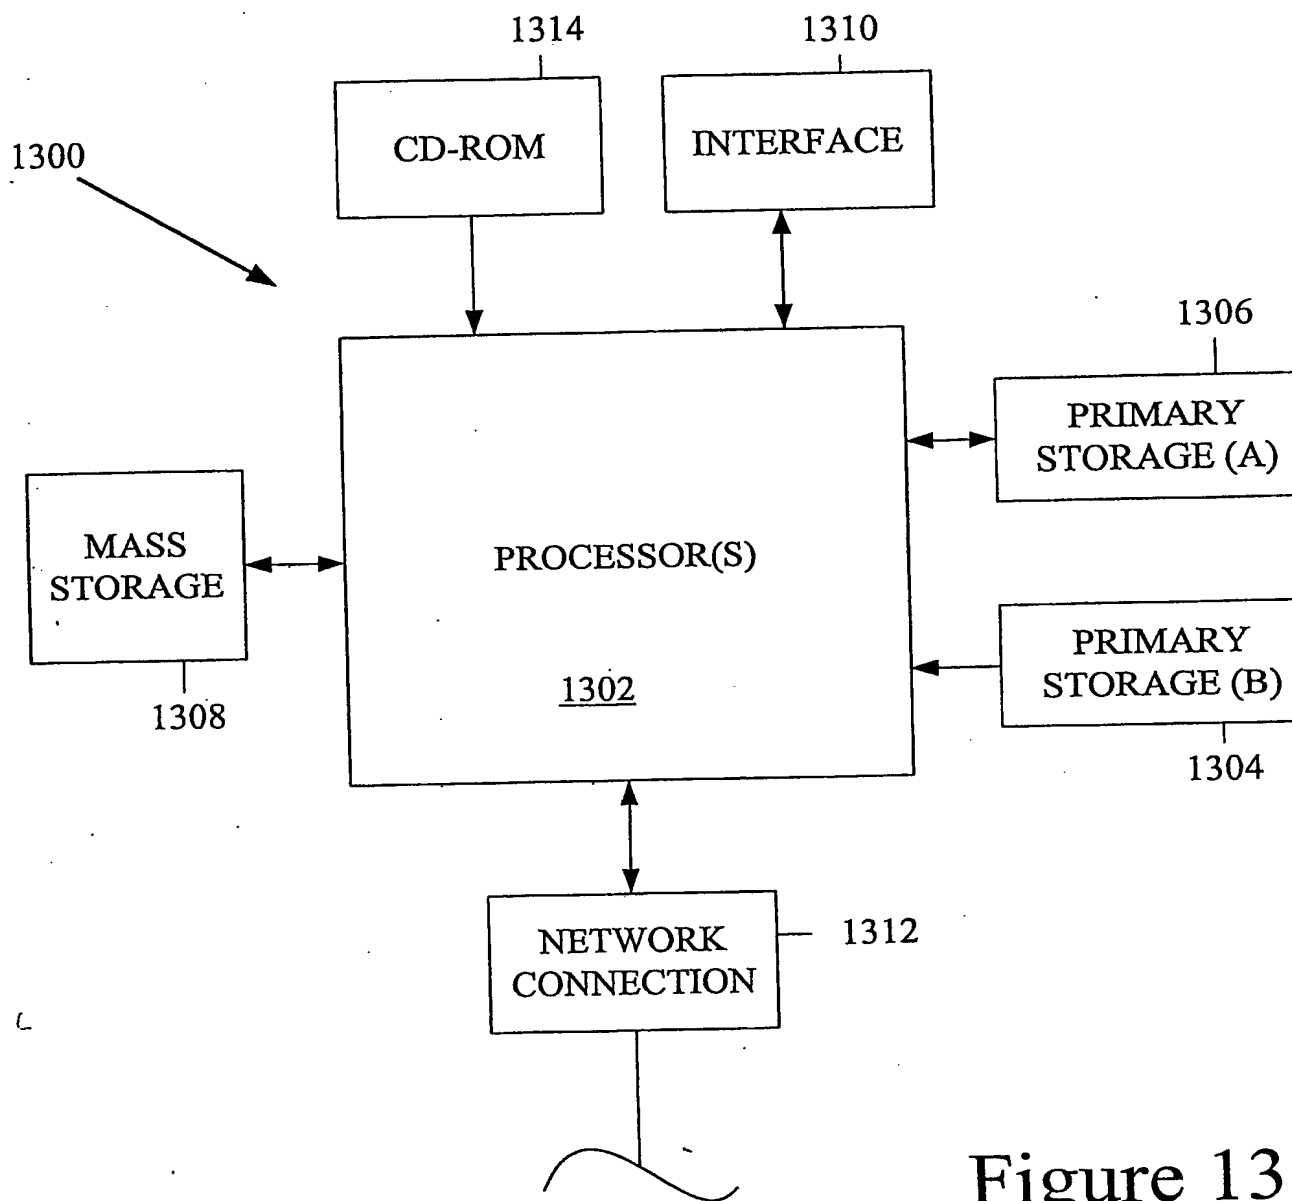 1314
1310
CD-ROM
INTERFACE
1300
1306
PRIMARY
STORAGE (A)
MASS
STORAGE
PROCESSOR(S)
PRIMARY
STORAGE (B)
1302
1308
1304
NETWORK
CONNECTION
1312
Figure 13